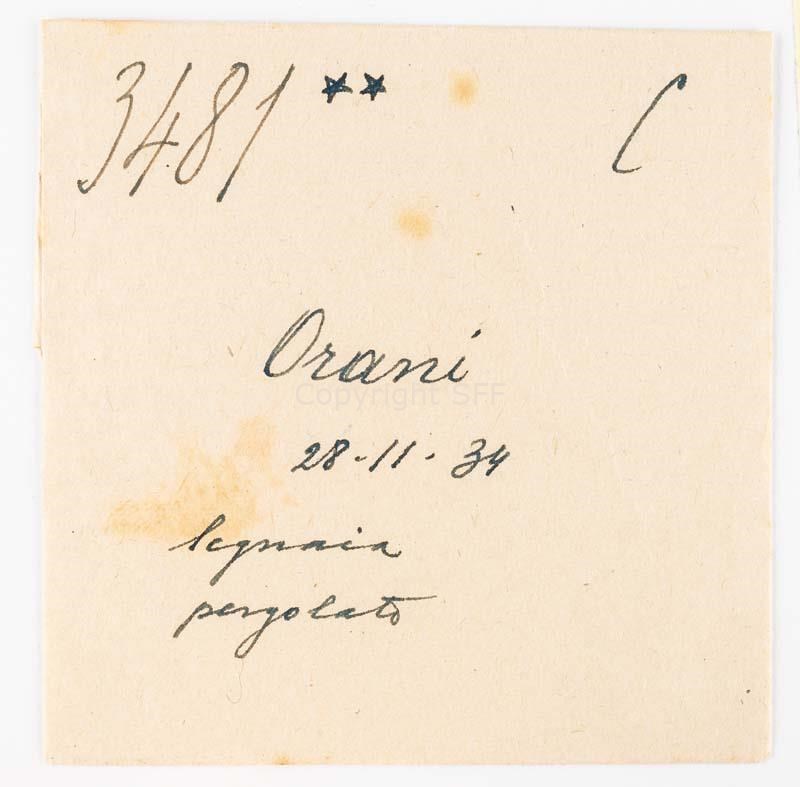 3481 ** C
Orani
Copyright SFF
28-11-34
legnaia
pergolato